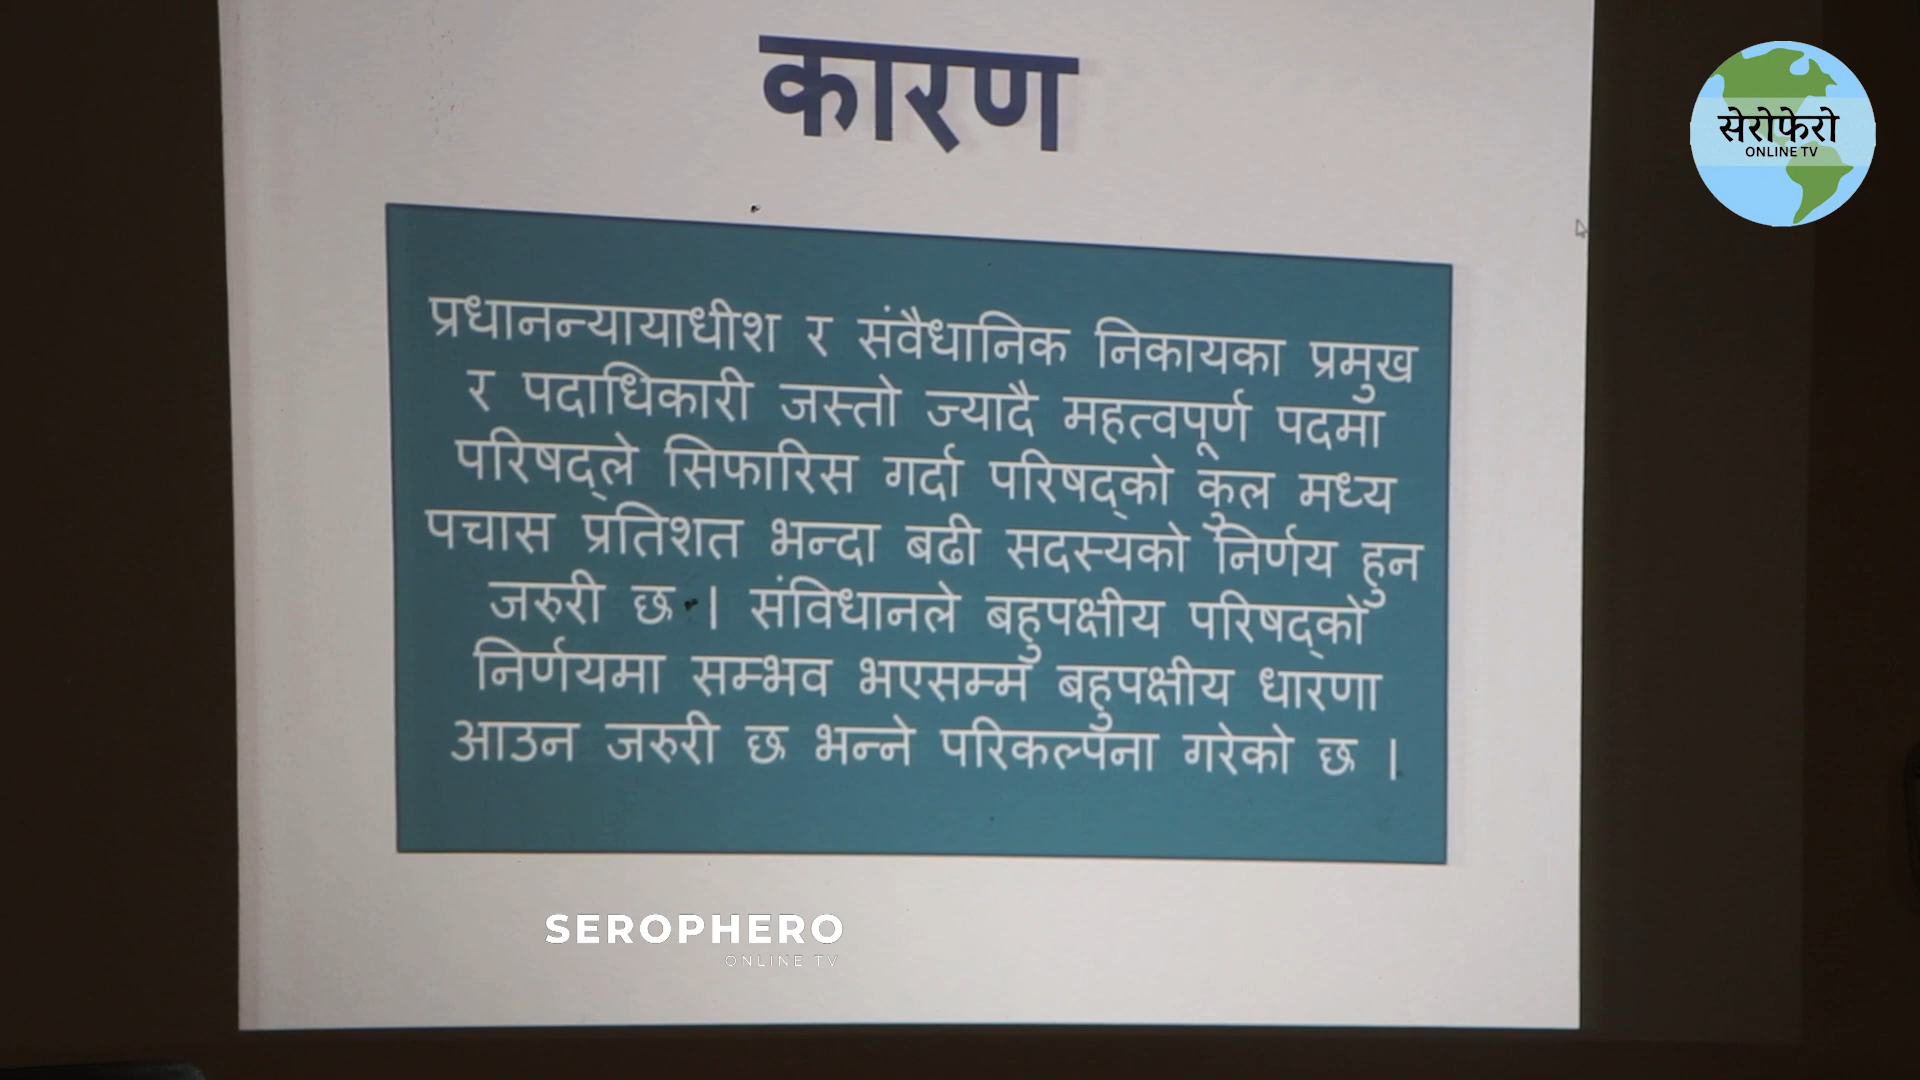 कारण
प्रधानन्यायाधीश र संवैधानिक निकायका प्रमुख
र पदाधिकारी जस्तो ज्यादै महत्वपूर्ण पदमा
परिषद्ले सिफारिस गर्दा परिषद्को कुल मध्य
पचास प्रतिशत भन्दा बढी सदस्यको निर्णय हुन
जरुरी छ । संविधानले बहुपक्षीय परिषद्को
निर्णयमा सम्भव भएसम्म बहुपक्षीय धारणा
आउन जरुरी छ भन्ने परिकल्पना गरेको छ ।
सेरोफेरो
ONLINE TV
SEROPHERO
ONLINE TV